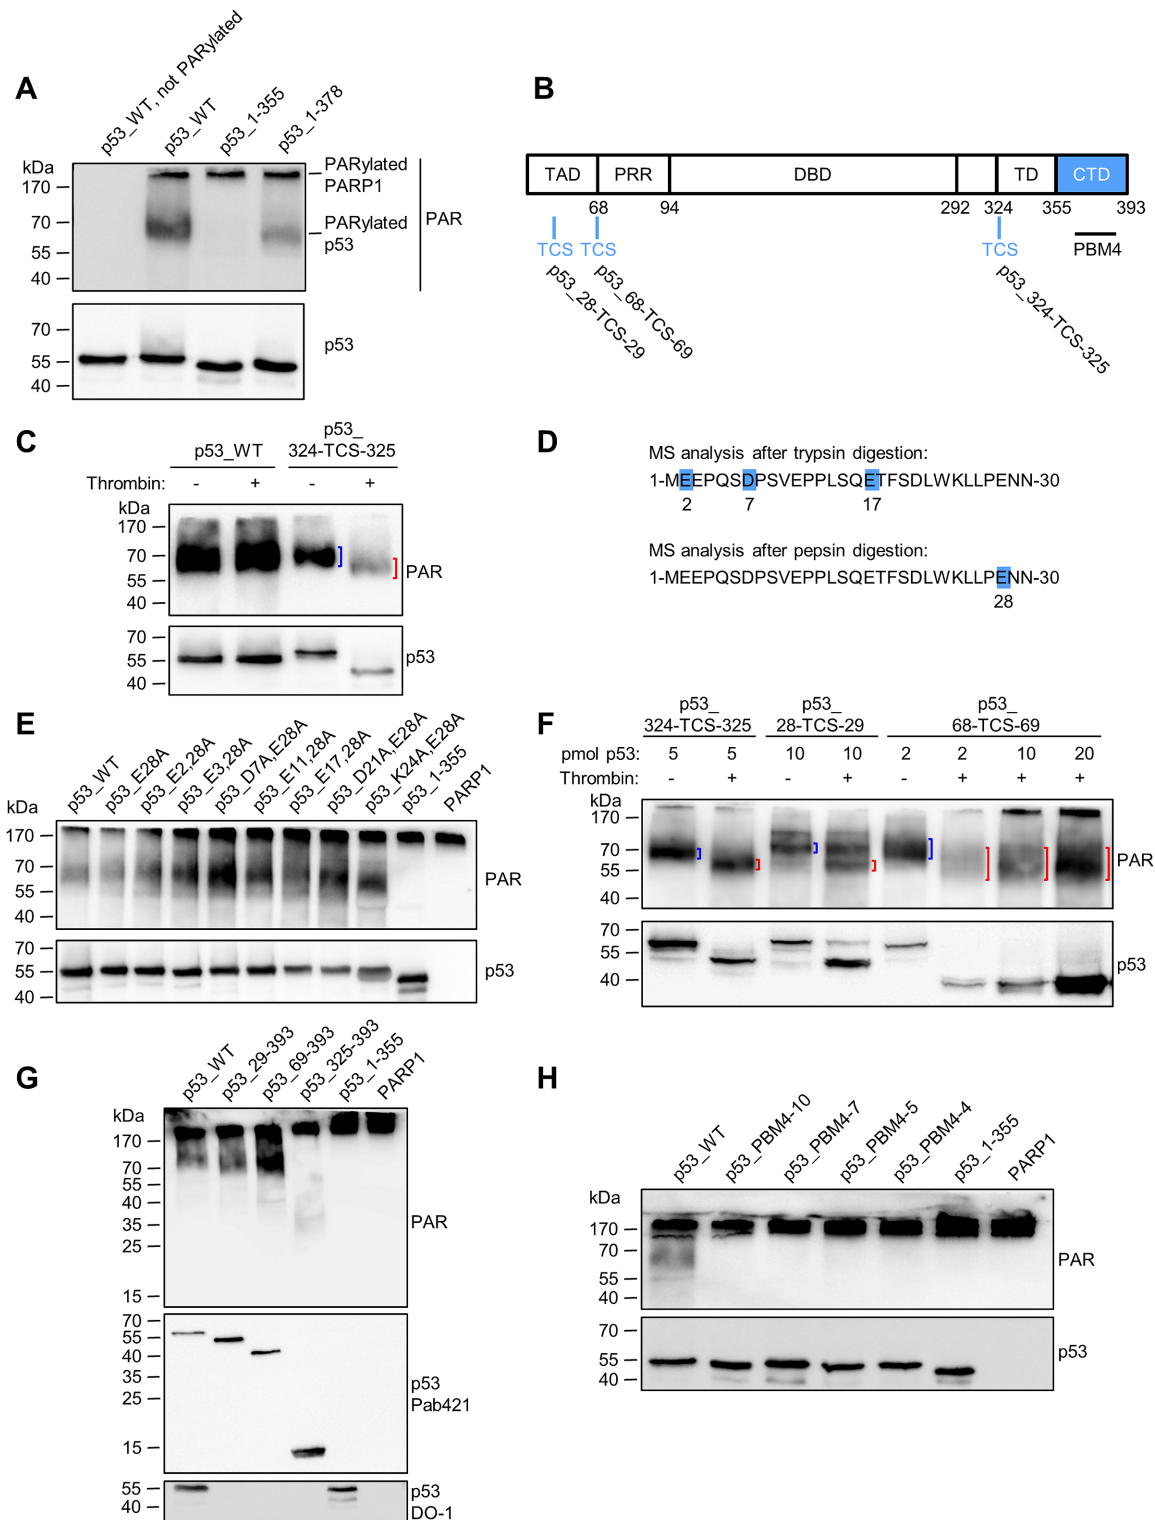 A
p53_WT, not PARylated
p53_WT
p53_1-355
p53_1-378
kDa
170
70
55
40
PARylated
PARP1
PARylated
p53
PAR
70
55
40
p53
B
TAD
PRR
DBD
TD
CTD
68
94
292
324
355
393
TCS
TCS
TCS
PBM4
p53_28-TCS-29
p53_68-TCS-69
p53_324-TCS-325
C
p53_WT
p53_
324-TCS-325
Thrombin: - + - +
kDa
170
70
55
40
PAR
70
55
40
p53
D
MS analysis after trypsin digestion:
1-MEEPQSDPSVEPPLSQETFSDLWKLLPENN-30
2 7 17
MS analysis after pepsin digestion:
1-MEEPQSDPSVEPPLSQETFSDLWKLLPENN-30
28
E
p53_WT
p53_E28A
p53_E2,28A
p53_E3,28A
p53_D7A,E28A
p53_E11,28A
p53_E17,28A
p53_D21A,E28A
p53_K24A,E28A
p53_1-355
PARP1
kDa
170
70
55
40
PAR
70
55
40
p53
F
p53_
324-TCS-325
p53_
28-TCS-29
p53_
68-TCS-69
pmol p53: 5 5 10 10 2 2 10 20
Thrombin: - + - + - + + +
kDa
170
70
55
40
PAR
70
55
40
p53
G
p53_WT
p53_29-393
p53_69-393
p53_325-393
p53_1-355
PARP1
kDa
170
70
55
40
35
25
15
PAR
70
55
40
35
25
15
p53
Pab421
55
40
p53
DO-1
H
p53_WT
p53_PBM4-10
p53_PBM4-7
p53_PBM4-5
p53_PBM4-4
p53_1-355
PARP1
kDa
170
70
55
40
PAR
70
55
40
p53